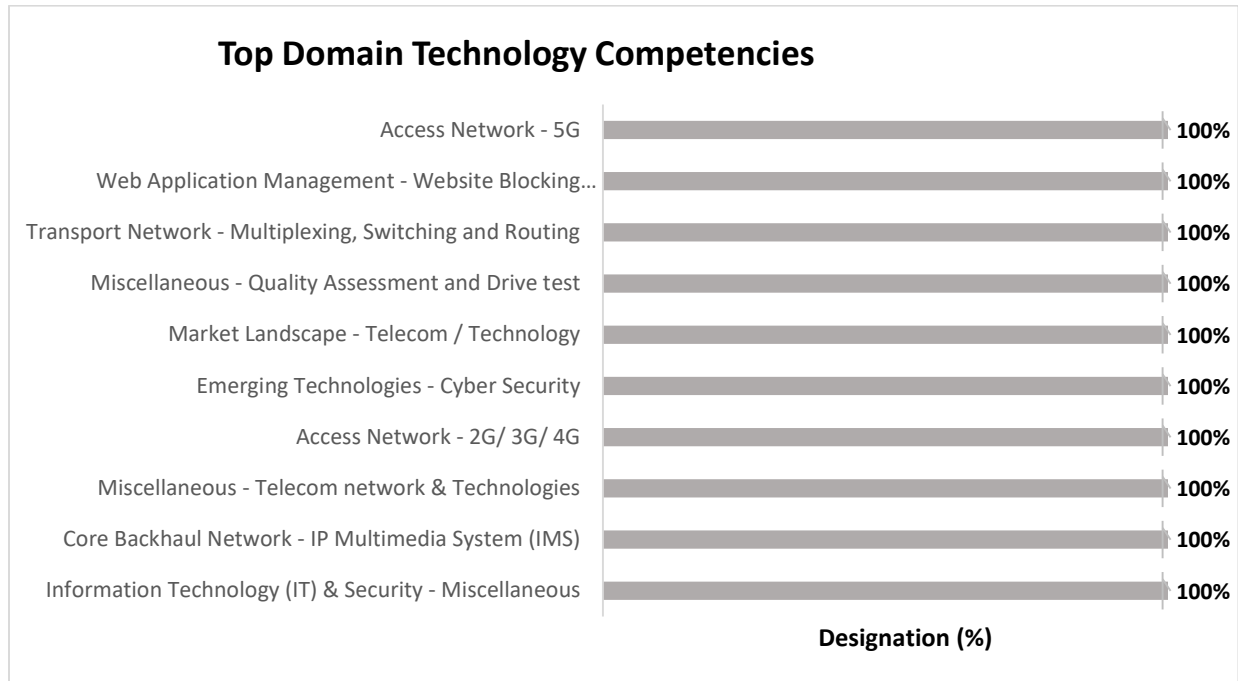 Top Domain Technology Competencies
Access Network - 5G 100%
Web Application Management - Website Blocking... 100%
Transport Network - Multiplexing, Switching and Routing 100%
Miscellaneous - Quality Assessment and Drive test 100%
Market Landscape - Telecom / Technology 100%
Emerging Technologies - Cyber Security 100%
Access Network - 2G/ 3G/ 4G 100%
Miscellaneous - Telecom network & Technologies 100%
Core Backhaul Network - IP Multimedia System (IMS) 100%
Information Technology (IT) & Security - Miscellaneous 100%
Designation (%)